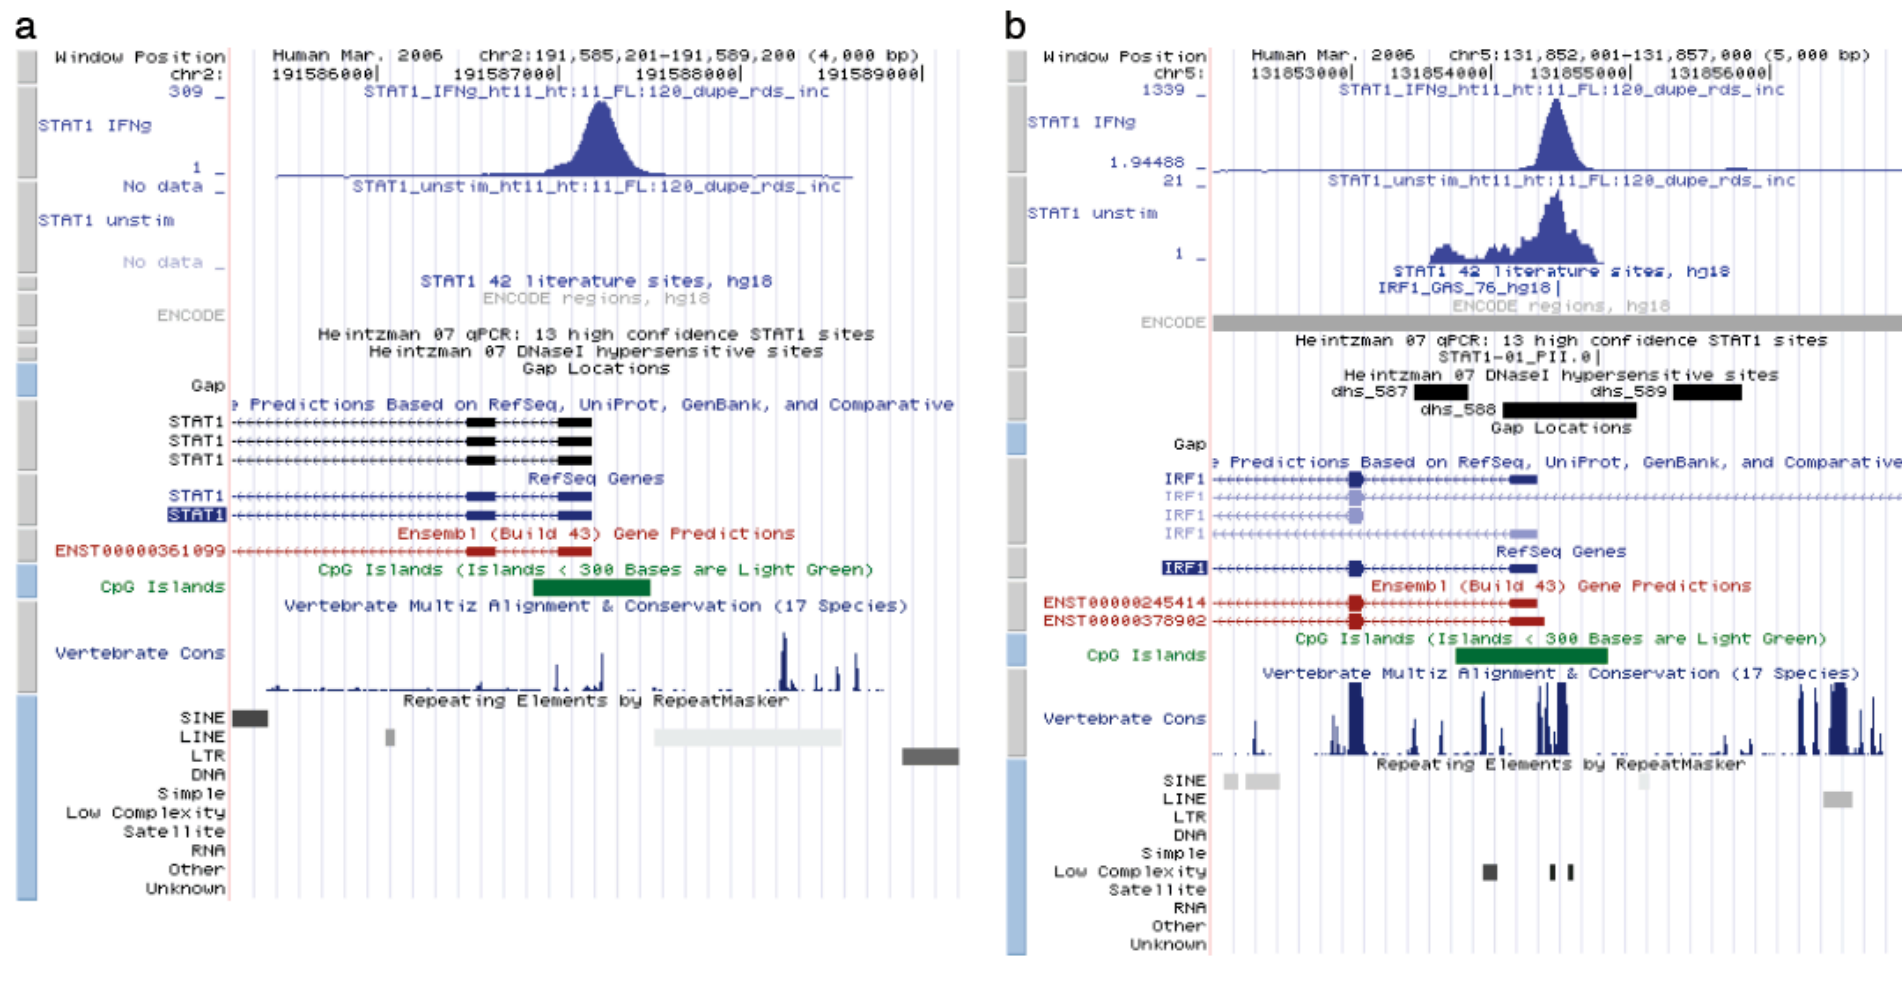 a
Window Position Human Mar. 2006 chr2:191,585,201-191,589,200 (4,000 bp)
chr2: 191586000| 191587000| 191588000| 191589000|
309 _ STAT1_IFNg_ht11_ht:11_FL:120_dupe_rds_inc
STAT1 IFNg
1 _
No data _ STAT1_unstim_ht11_ht:11_FL:120_dupe_rds_inc
STAT1 unstim
No data _
STAT1 42 literature sites, hg18
ENCODE regions, hg18
ENCODE
Heintzman 07 qPCR: 13 high confidence STAT1 sites
Heintzman 07 DNaseI hypersensitive sites
Gap Locations
Gap
e Predictions Based on RefSeq, UniProt, GenBank, and Comparative
STAT1
STAT1
STAT1
RefSeq Genes
STAT1
STAT1
Ensembl (Build 43) Gene Predictions
ENST00000361099
CpG Islands (Islands < 300 Bases are Light Green)
CpG Islands
Vertebrate Multiz Alignment & Conservation (17 Species)
Vertebrate Cons
Repeating Elements by RepeatMasker
SINE
LINE
LTR
DNA
Simple
Low Complexity
Satellite
RNA
Other
Unknown
b
Window Position Human Mar. 2006 chr5:131,852,001-131,857,000 (5,000 bp)
chr5: 131853000| 131854000| 131855000| 131856000|
1339 _ STAT1_IFNg_ht11_ht:11_FL:120_dupe_rds_inc
STAT1 IFNg
1.94488 _
21 _ STAT1_unstim_ht11_ht:11_FL:120_dupe_rds_inc
STAT1 unstim
1 _
STAT1 42 literature sites, hg18
IRF1_GAS_76_hg18|
ENCODE regions, hg18
ENCODE
Heintzman 07 qPCR: 13 high confidence STAT1 sites
STAT1-01_PII.0|
Heintzman 07 DNaseI hypersensitive sites
dhs_587 dhs_589
dhs_588
Gap Locations
Gap
e Predictions Based on RefSeq, UniProt, GenBank, and Comparative
IRF1
IRF1
IRF1
IRF1
RefSeq Genes
IRF1
Ensembl (Build 43) Gene Predictions
ENST00000245414
ENST00000378902
CpG Islands (Islands < 300 Bases are Light Green)
CpG Islands
Vertebrate Multiz Alignment & Conservation (17 Species)
Vertebrate Cons
Repeating Elements by RepeatMasker
SINE
LINE
LTR
DNA
Simple
Low Complexity
Satellite
RNA
Other
Unknown